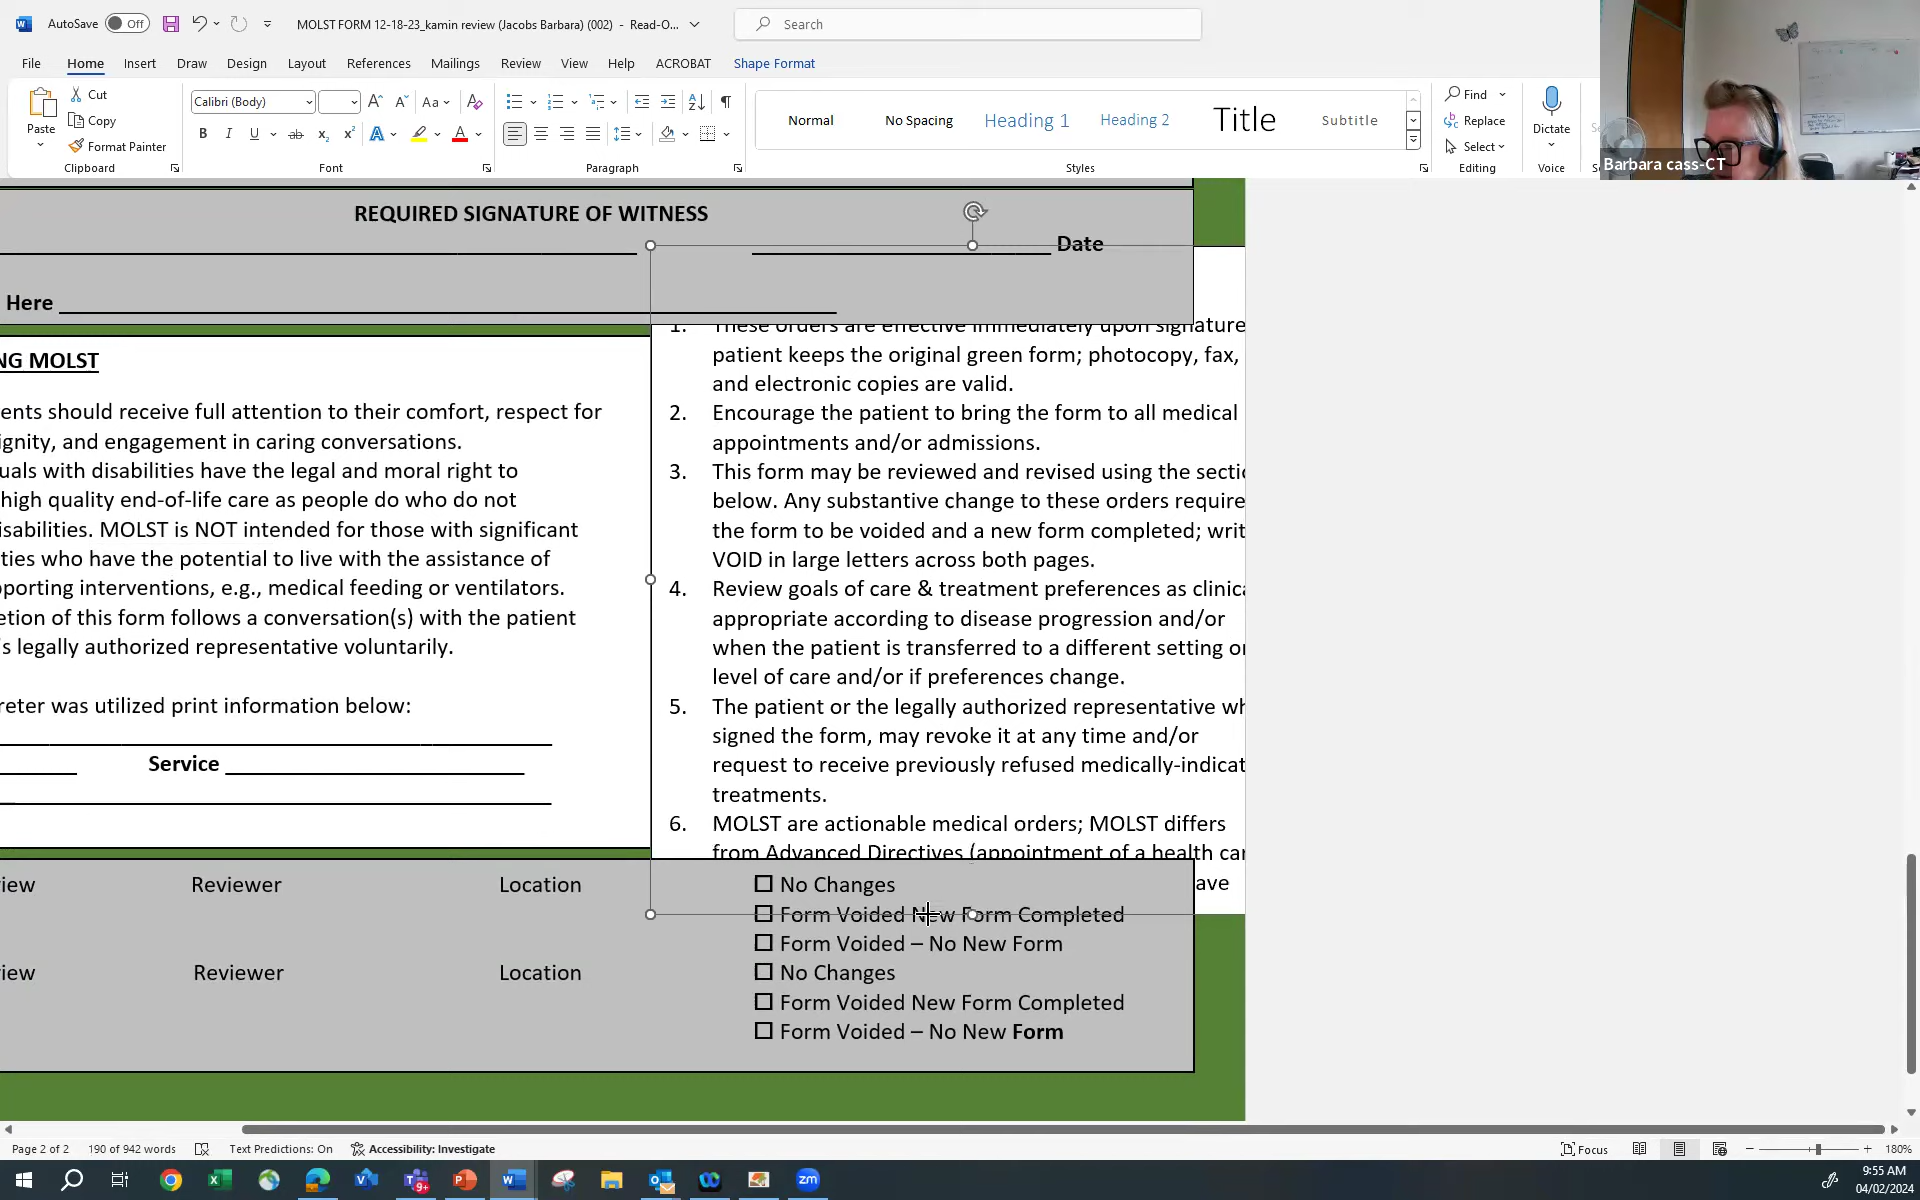 AutoSave Off MOLST FORM 12-18-23_kamin review (Jacobs Barbara) (002) - Read-O... Search
File Home Insert Draw Design Layout References Mailings Review View Help ACROBAT Shape Format
Paste Cut Copy Format Painter Clipboard
Calibri (Body) Font
Paragraph
Normal No Spacing Heading 1 Heading 2 Title Subtitle Styles
Find Replace Select Editing
Dictate Voice
Barbara cass-CT
REQUIRED SIGNATURE OF WITNESS
Date
Here
NG MOLST
ents should receive full attention to their comfort, respect for
ignity, and engagement in caring conversations.
uals with disabilities have the legal and moral right to
high quality end-of-life care as people do who do not
isabilities. MOLST is NOT intended for those with significant
ties who have the potential to live with the assistance of
pporting interventions, e.g., medical feeding or ventilators.
etion of this form follows a conversation(s) with the patient
's legally authorized representative voluntarily.
reter was utilized print information below:
Service
1. These orders are effective immediately upon signature
patient keeps the original green form; photocopy, fax,
and electronic copies are valid.
2. Encourage the patient to bring the form to all medical
appointments and/or admissions.
3. This form may be reviewed and revised using the sectio
below. Any substantive change to these orders require
the form to be voided and a new form completed; writ
VOID in large letters across both pages.
4. Review goals of care & treatment preferences as clinica
appropriate according to disease progression and/or
when the patient is transferred to a different setting or
level of care and/or if preferences change.
5. The patient or the legally authorized representative wh
signed the form, may revoke it at any time and/or
request to receive previously refused medically-indicat
treatments.
6. MOLST are actionable medical orders; MOLST differs
from Advanced Directives (appointment of a health car
ave
iew Reviewer Location ☐ No Changes
☐ Form Voided New Form Completed
☐ Form Voided – No New Form
iew Reviewer Location ☐ No Changes
☐ Form Voided New Form Completed
☐ Form Voided – No New Form
Page 2 of 2 190 of 942 words Text Predictions: On Accessibility: Investigate Focus 180%
9:55 AM
04/02/2024